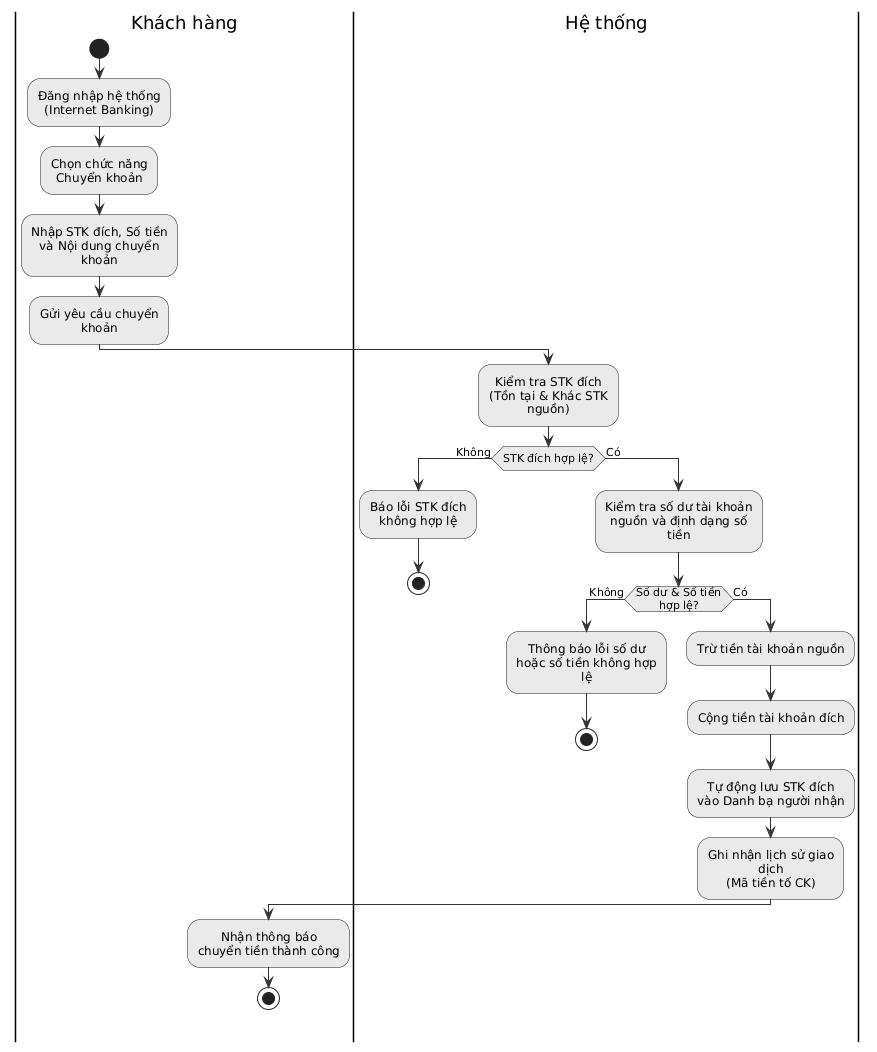 Khách hàng
Hệ thống
Đăng nhập hệ thống
(Internet Banking)
Chọn chức năng
Chuyển khoản
Nhập STK đích, Số tiền
và Nội dung chuyển
khoản
Gửi yêu cầu chuyển
khoản
Kiểm tra STK đích
(Tồn tại & Khác STK
nguồn)
Không
STK đích hợp lệ?
Có
Báo lỗi STK đích
không hợp lệ
Kiểm tra số dư tài khoản
nguồn và định dạng số
tiền
Không
Số dư & Số tiền
hợp lệ?
Có
Thông báo lỗi số dư
hoặc số tiền không hợp
lệ
Trừ tiền tài khoản nguồn
Cộng tiền tài khoản đích
Tự động lưu STK đích
vào Danh bạ người nhận
Ghi nhận lịch sử giao
dịch
(Mã tiền tố CK)
Nhận thông báo
chuyển tiền thành công